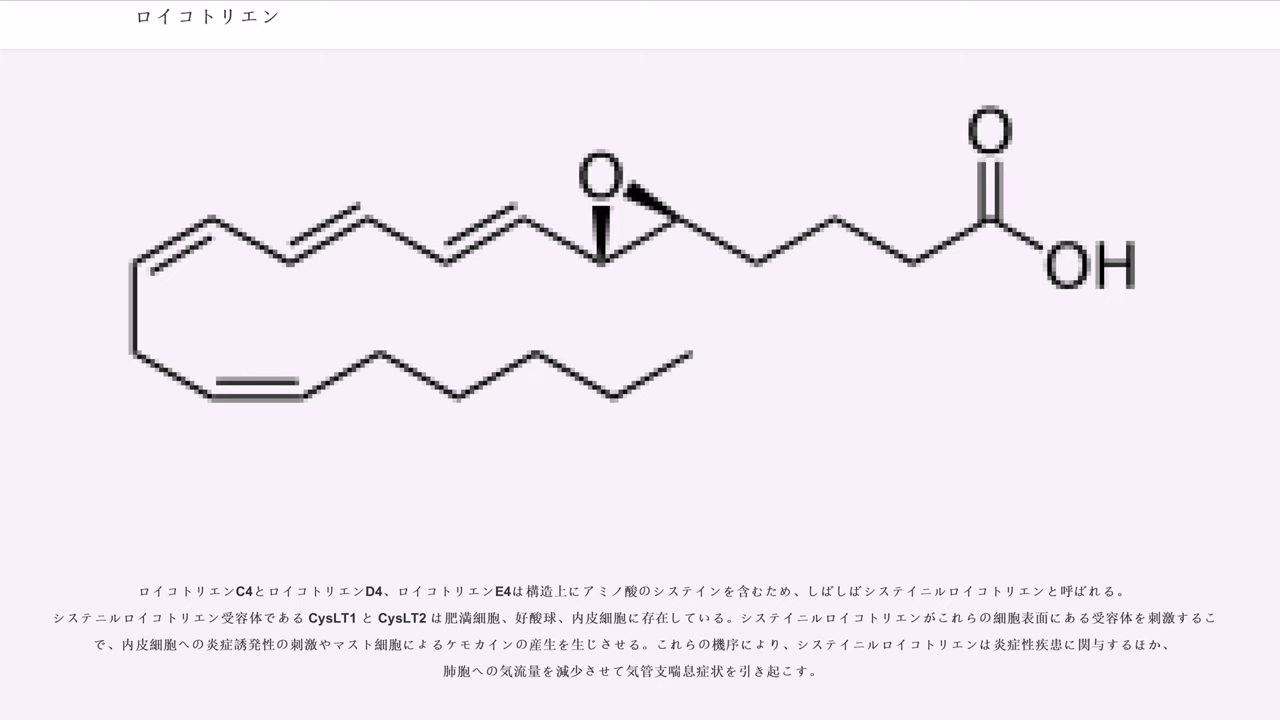 ロイコトリエン
O
O
OH
ロイコトリエンC4とロイコトリエンD4、ロイコトリエンE4は構造上にアミノ酸のシステインを含むため、しばしばシステイニルロイコトリエンと呼ばれる。
システニルロイコトリエン受容体である CysLT1 と CysLT2 は肥満細胞、好酸球、内皮細胞に存在している。システイニルロイコトリエンがこれらの細胞表面にある受容体を刺激するこ
で、内皮細胞への炎症誘発性の刺激やマスト細胞によるケモカインの産生を生じさせる。これらの機序により、システイニルロイコトリエンは炎症性疾患に関与するほか、
肺胞への気流量を減少させて気管支喘息症状を引き起こす。